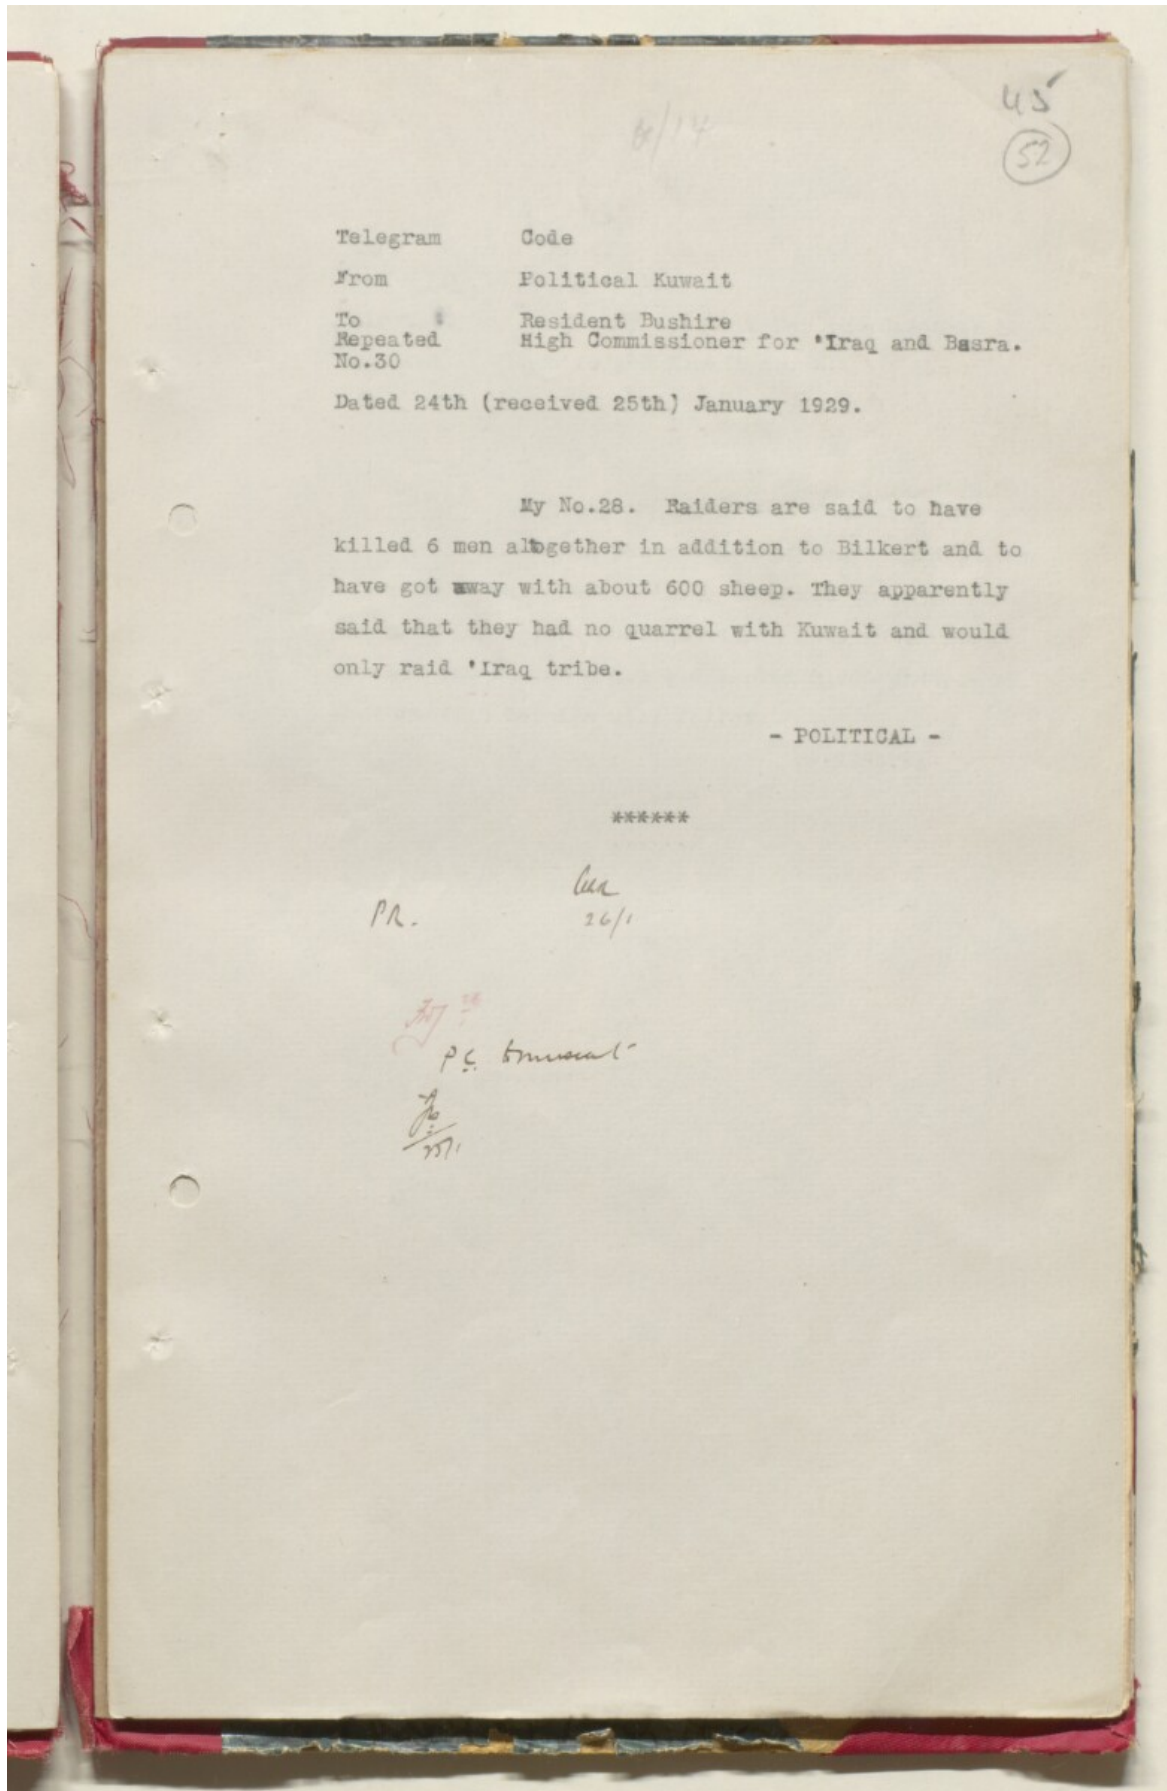 45
52
Telegram Code
From Political Kuwait
To Resident Bushire
Repeated High Commissioner for 'Iraq and Basra.
No.30
Dated 24th (received 25th) January 1929.
My No.28. Raiders are said to have
killed 6 men altogether in addition to Bilkert and to
have got away with about 600 sheep. They apparently
said that they had no quarrel with Kuwait and would
only raid 'Iraq tribe.
- POLITICAL -
******
PR.
26/1